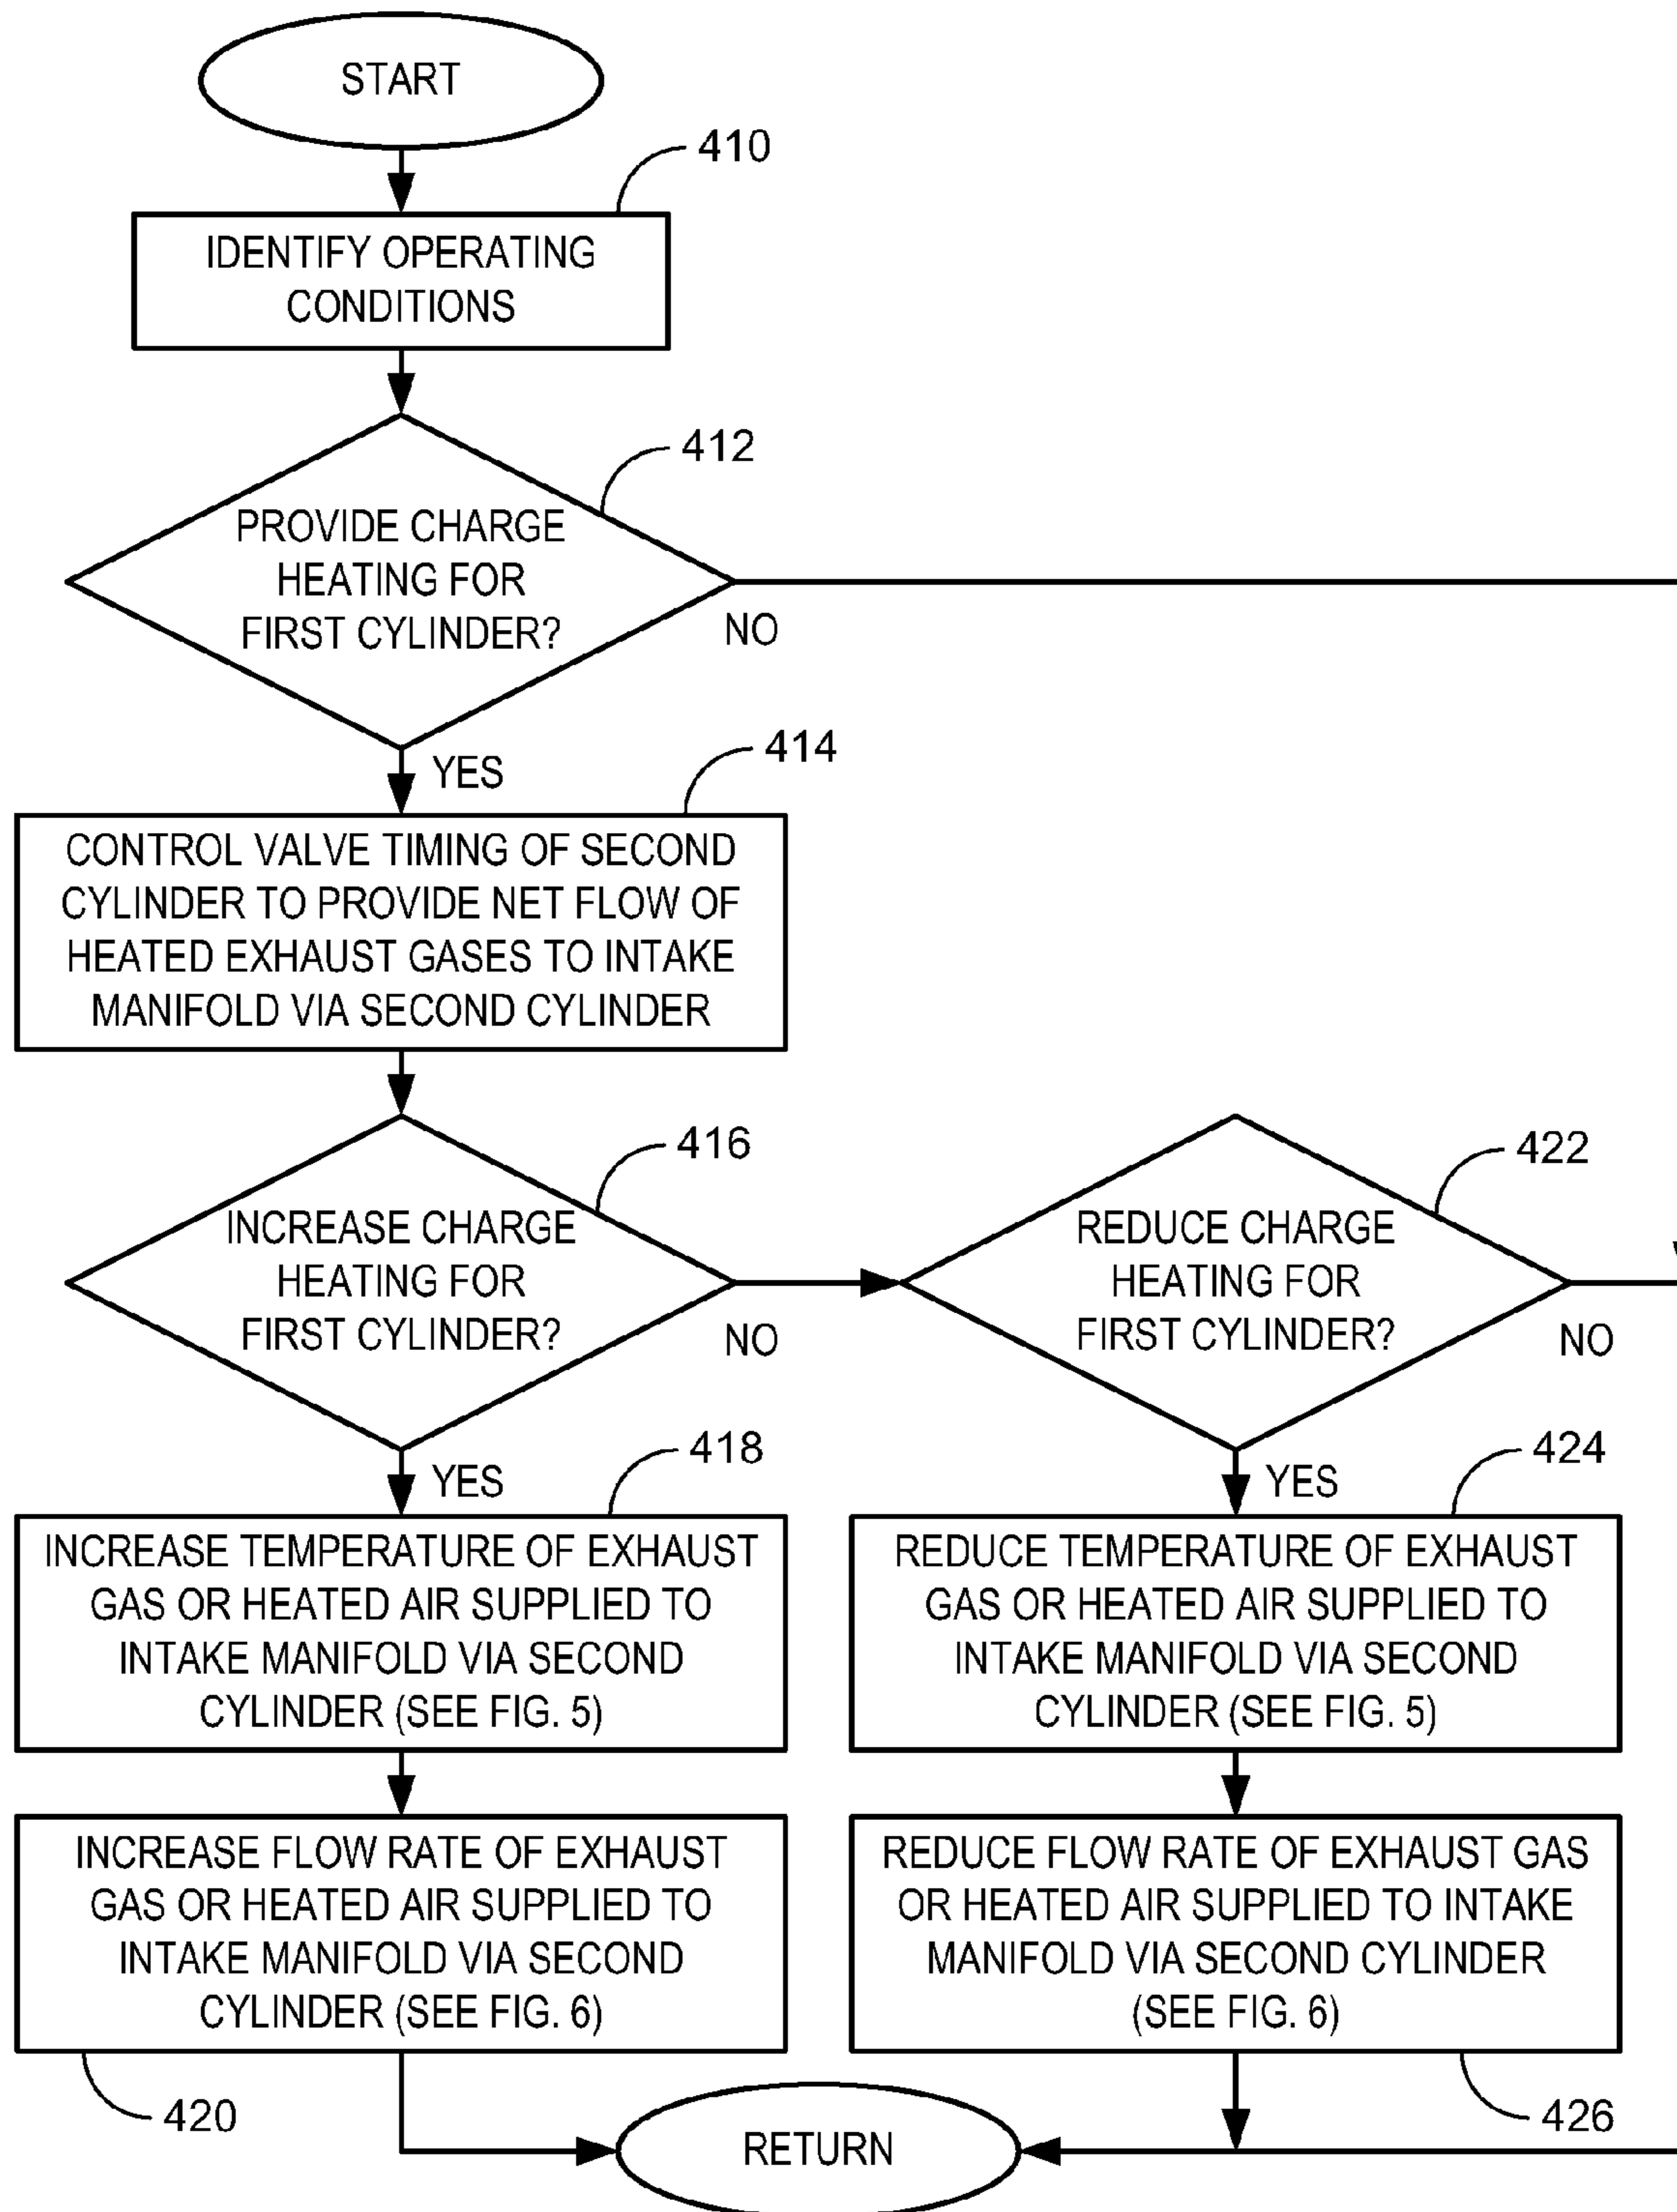 START
410
IDENTIFY OPERATING
CONDITIONS
412
PROVIDE CHARGE
HEATING FOR
FIRST CYLINDER?
NO
YES
414
CONTROL VALVE TIMING OF SECOND
CYLINDER TO PROVIDE NET FLOW OF
HEATED EXHAUST GASES TO INTAKE
MANIFOLD VIA SECOND CYLINDER
416
INCREASE CHARGE
HEATING FOR
FIRST CYLINDER?
NO
YES
422
REDUCE CHARGE
HEATING FOR
FIRST CYLINDER?
NO
YES
418
INCREASE TEMPERATURE OF EXHAUST
GAS OR HEATED AIR SUPPLIED TO
INTAKE MANIFOLD VIA SECOND
CYLINDER (SEE FIG. 5)
424
REDUCE TEMPERATURE OF EXHAUST
GAS OR HEATED AIR SUPPLIED TO
INTAKE MANIFOLD VIA SECOND
CYLINDER (SEE FIG. 5)
INCREASE FLOW RATE OF EXHAUST
GAS OR HEATED AIR SUPPLIED TO
INTAKE MANIFOLD VIA SECOND
CYLINDER (SEE FIG. 6)
420
REDUCE FLOW RATE OF EXHAUST GAS
OR HEATED AIR SUPPLIED TO INTAKE
MANIFOLD VIA SECOND CYLINDER
(SEE FIG. 6)
426
RETURN